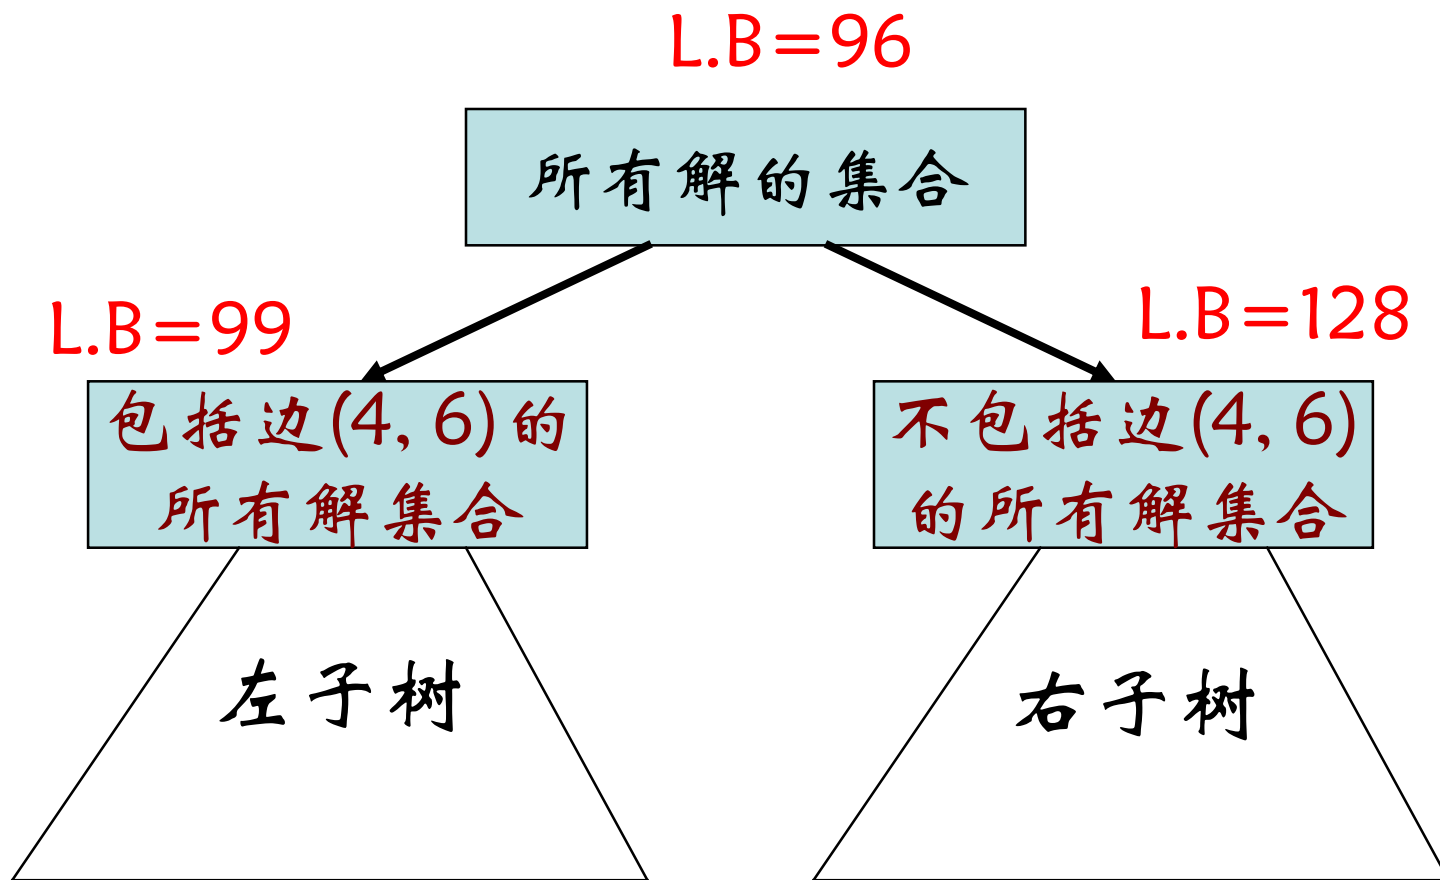 L.B=96
所有解的集合
L.B=99
L.B=128
包括边(4, 6)的
所有解集合
不包括边(4, 6)
的所有解集合
左子树
右子树